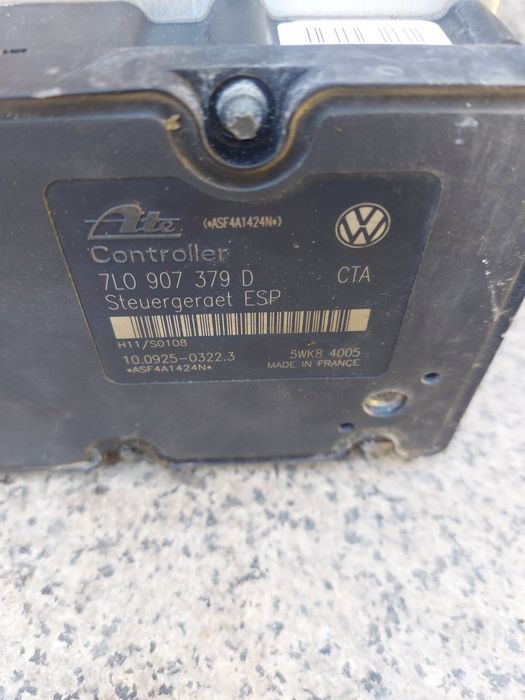 Ate (*ASF4A1424N*)
Controller
7L0 907 379 D CTA
Steuergeraet ESP
H11/S0108
10.0925-0322.3 5WK8 4005
*ASF4A1424N* MADE IN FRANCE